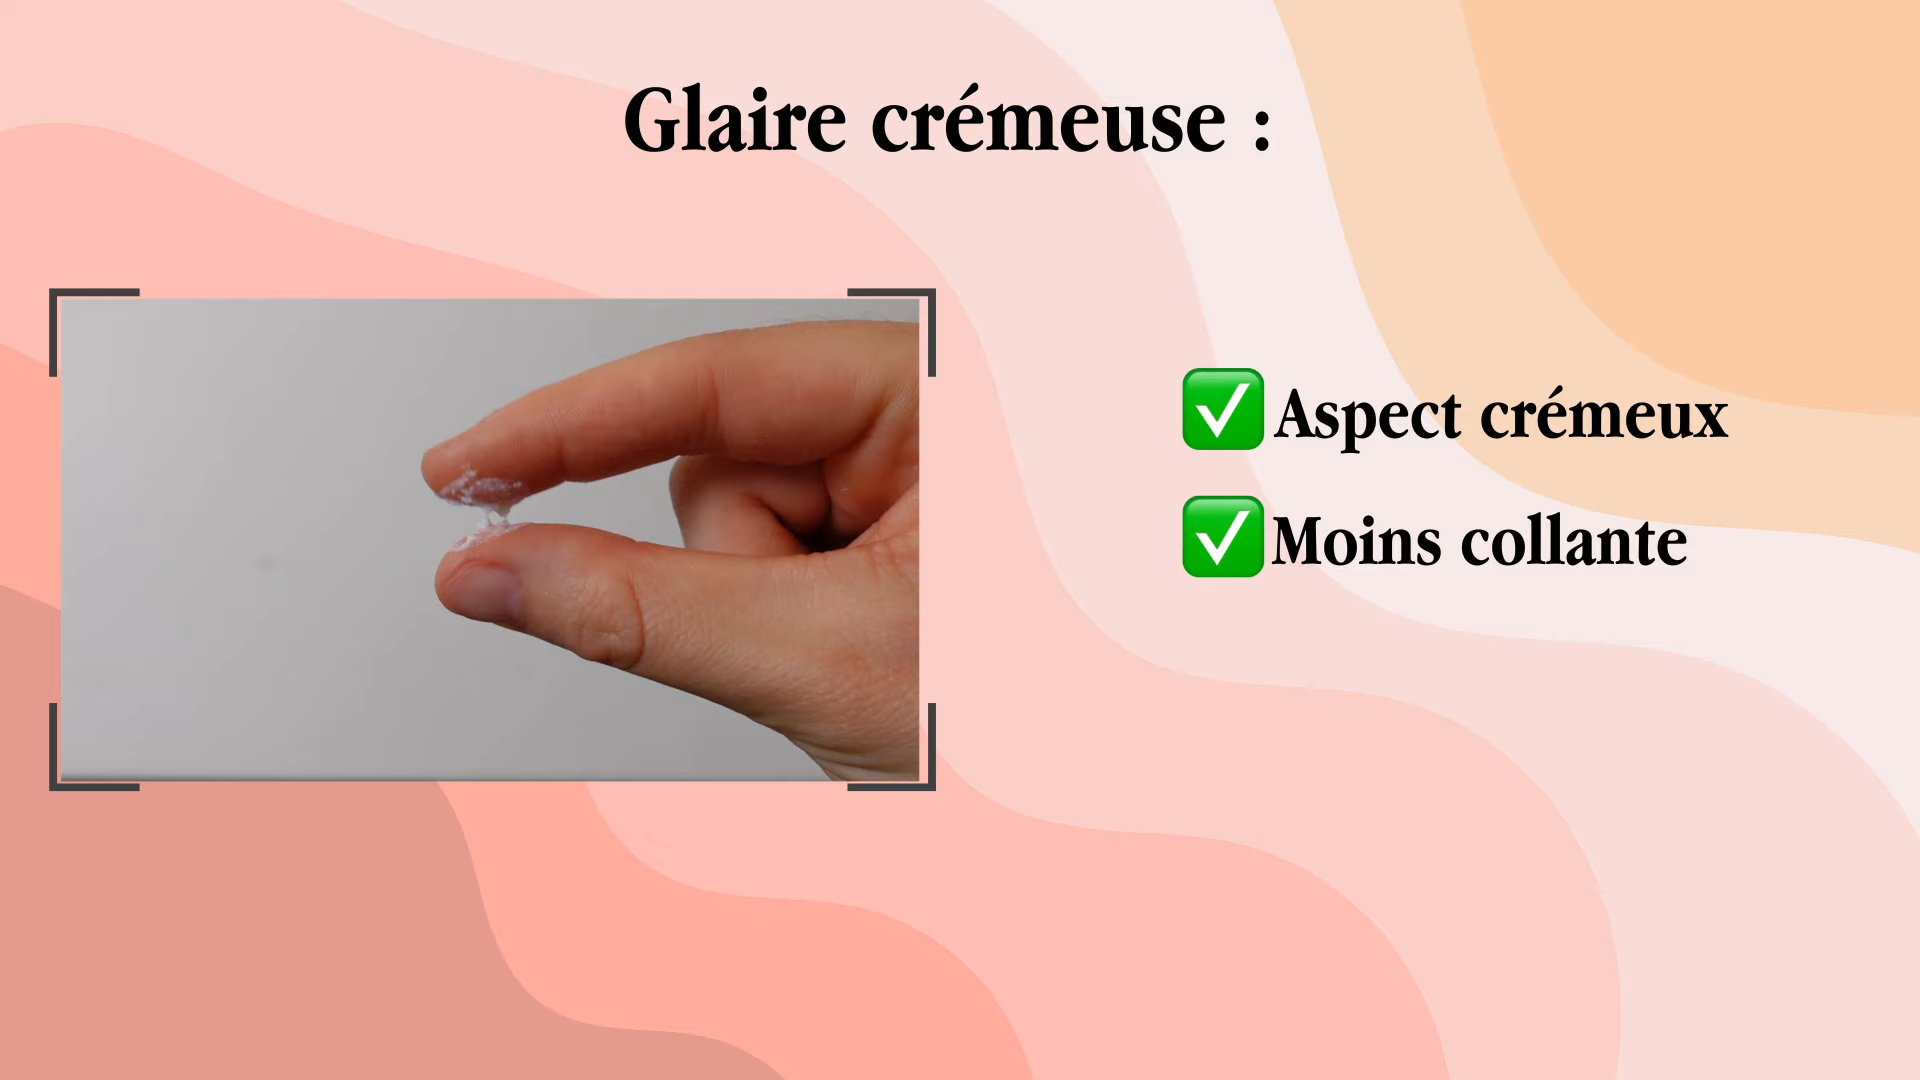 Glaire crémeuse :
✅ Aspect crémeux
✅ Moins collante